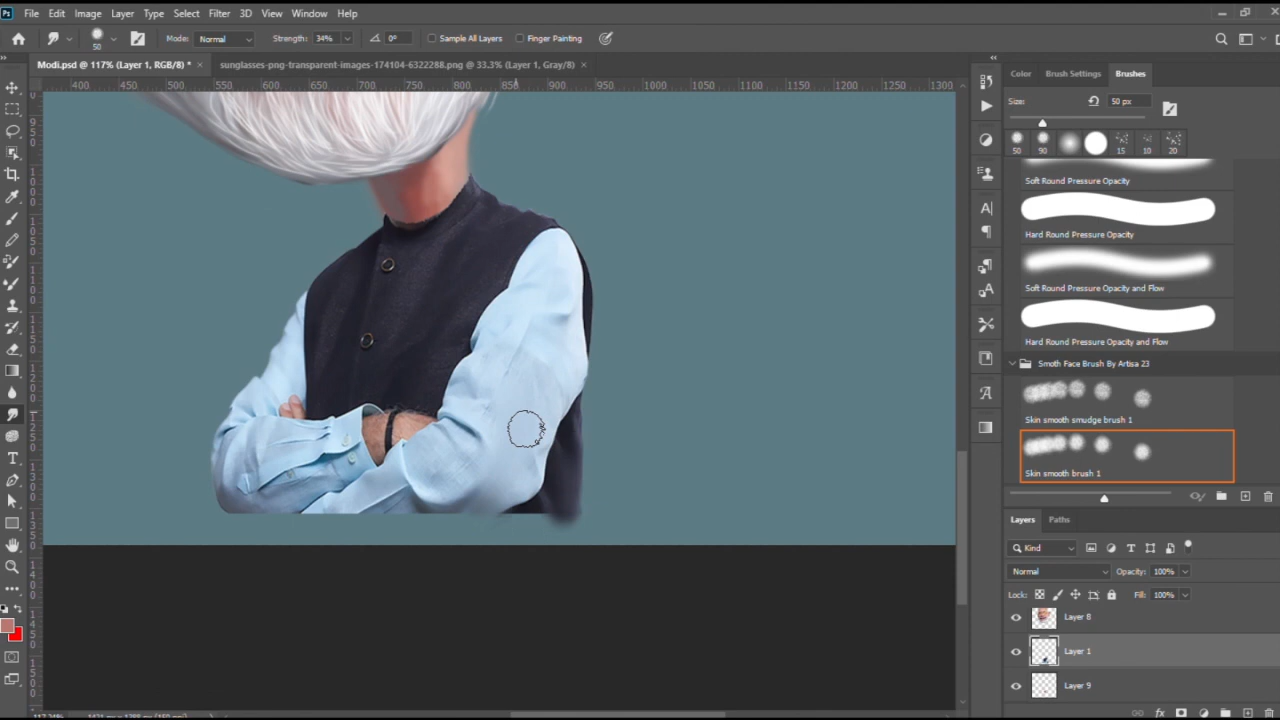 Ps File Edit Image Layer Type Select Filter 3D View Window Help
50 Mode: Normal Strength: 34% 0° Sample All Layers Finger Painting
Modi.psd @ 117% (Layer 1, RGB/8) * × sunglasses-png-transparent-images-174104-6322288.png @ 33.3% (Layer 1, Gray/8) ×
400 450 500 550 600 650 700 750 800 850 900 950 1000 1050 1100 1150 1200 1250 1300
Color Brush Settings Brushes
Size: 50 px
50 90 15 10 20
Soft Round Pressure Opacity
Hard Round Pressure Opacity
Soft Round Pressure Opacity and Flow
Hard Round Pressure Opacity and Flow
Smoth Face Brush By Artisa 23
Skin smooth smudge brush 1
Skin smooth brush 1
Layers Paths
Kind
Normal Opacity: 100%
Lock: Fill: 100%
Layer 8
Layer 1
Layer 9